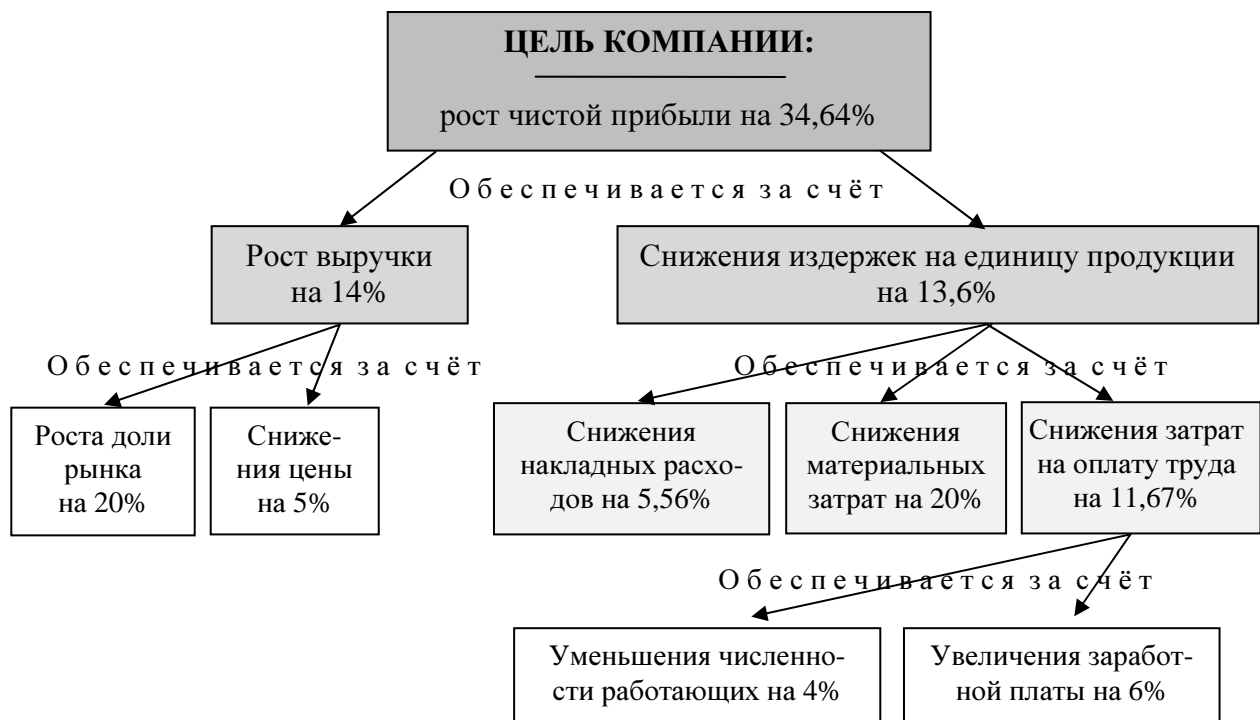 ЦЕЛЬ КОМПАНИИ:
рост чистой прибыли на 34,64%
Обеспечивается за счёт
Рост выручки
на 14%
Снижения издержек на единицу продукции
на 13,6%
Обеспечивается за счёт
Обеспечивается за счёт
Роста доли
рынка
на 20%
Сниже-
ния цены
на 5%
Снижения
накладных расхо-
дов на 5,56%
Снижения
материальных
затрат на 20%
Снижения затрат
на оплату труда
на 11,67%
Обеспечивается за счёт
Уменьшения численно-
сти работающих на 4%
Увеличения заработ-
ной платы на 6%